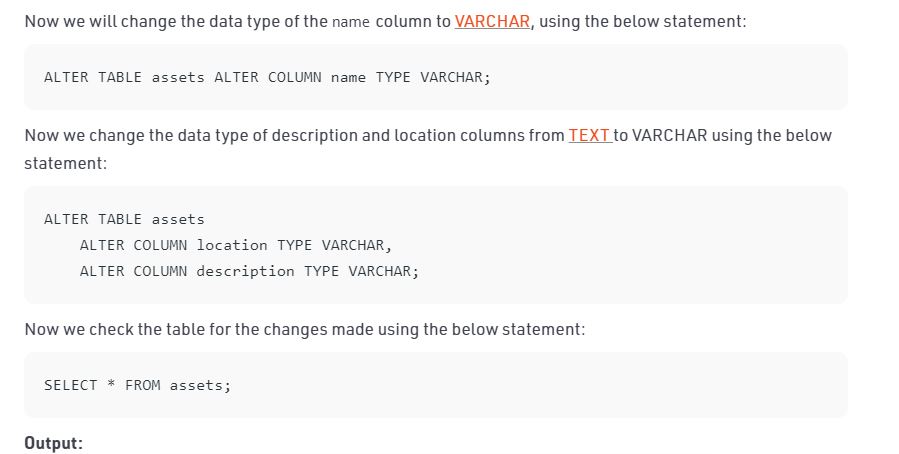 Now we will change the data type of the name column to VARCHAR, using the below statement:
ALTER TABLE assets ALTER COLUMN name TYPE VARCHAR;
Now we change the data type of description and location columns from TEXT to VARCHAR using the below
statement:
ALTER TABLE assets
    ALTER COLUMN location TYPE VARCHAR,
    ALTER COLUMN description TYPE VARCHAR;
Now we check the table for the changes made using the below statement:
SELECT * FROM assets;
Output: